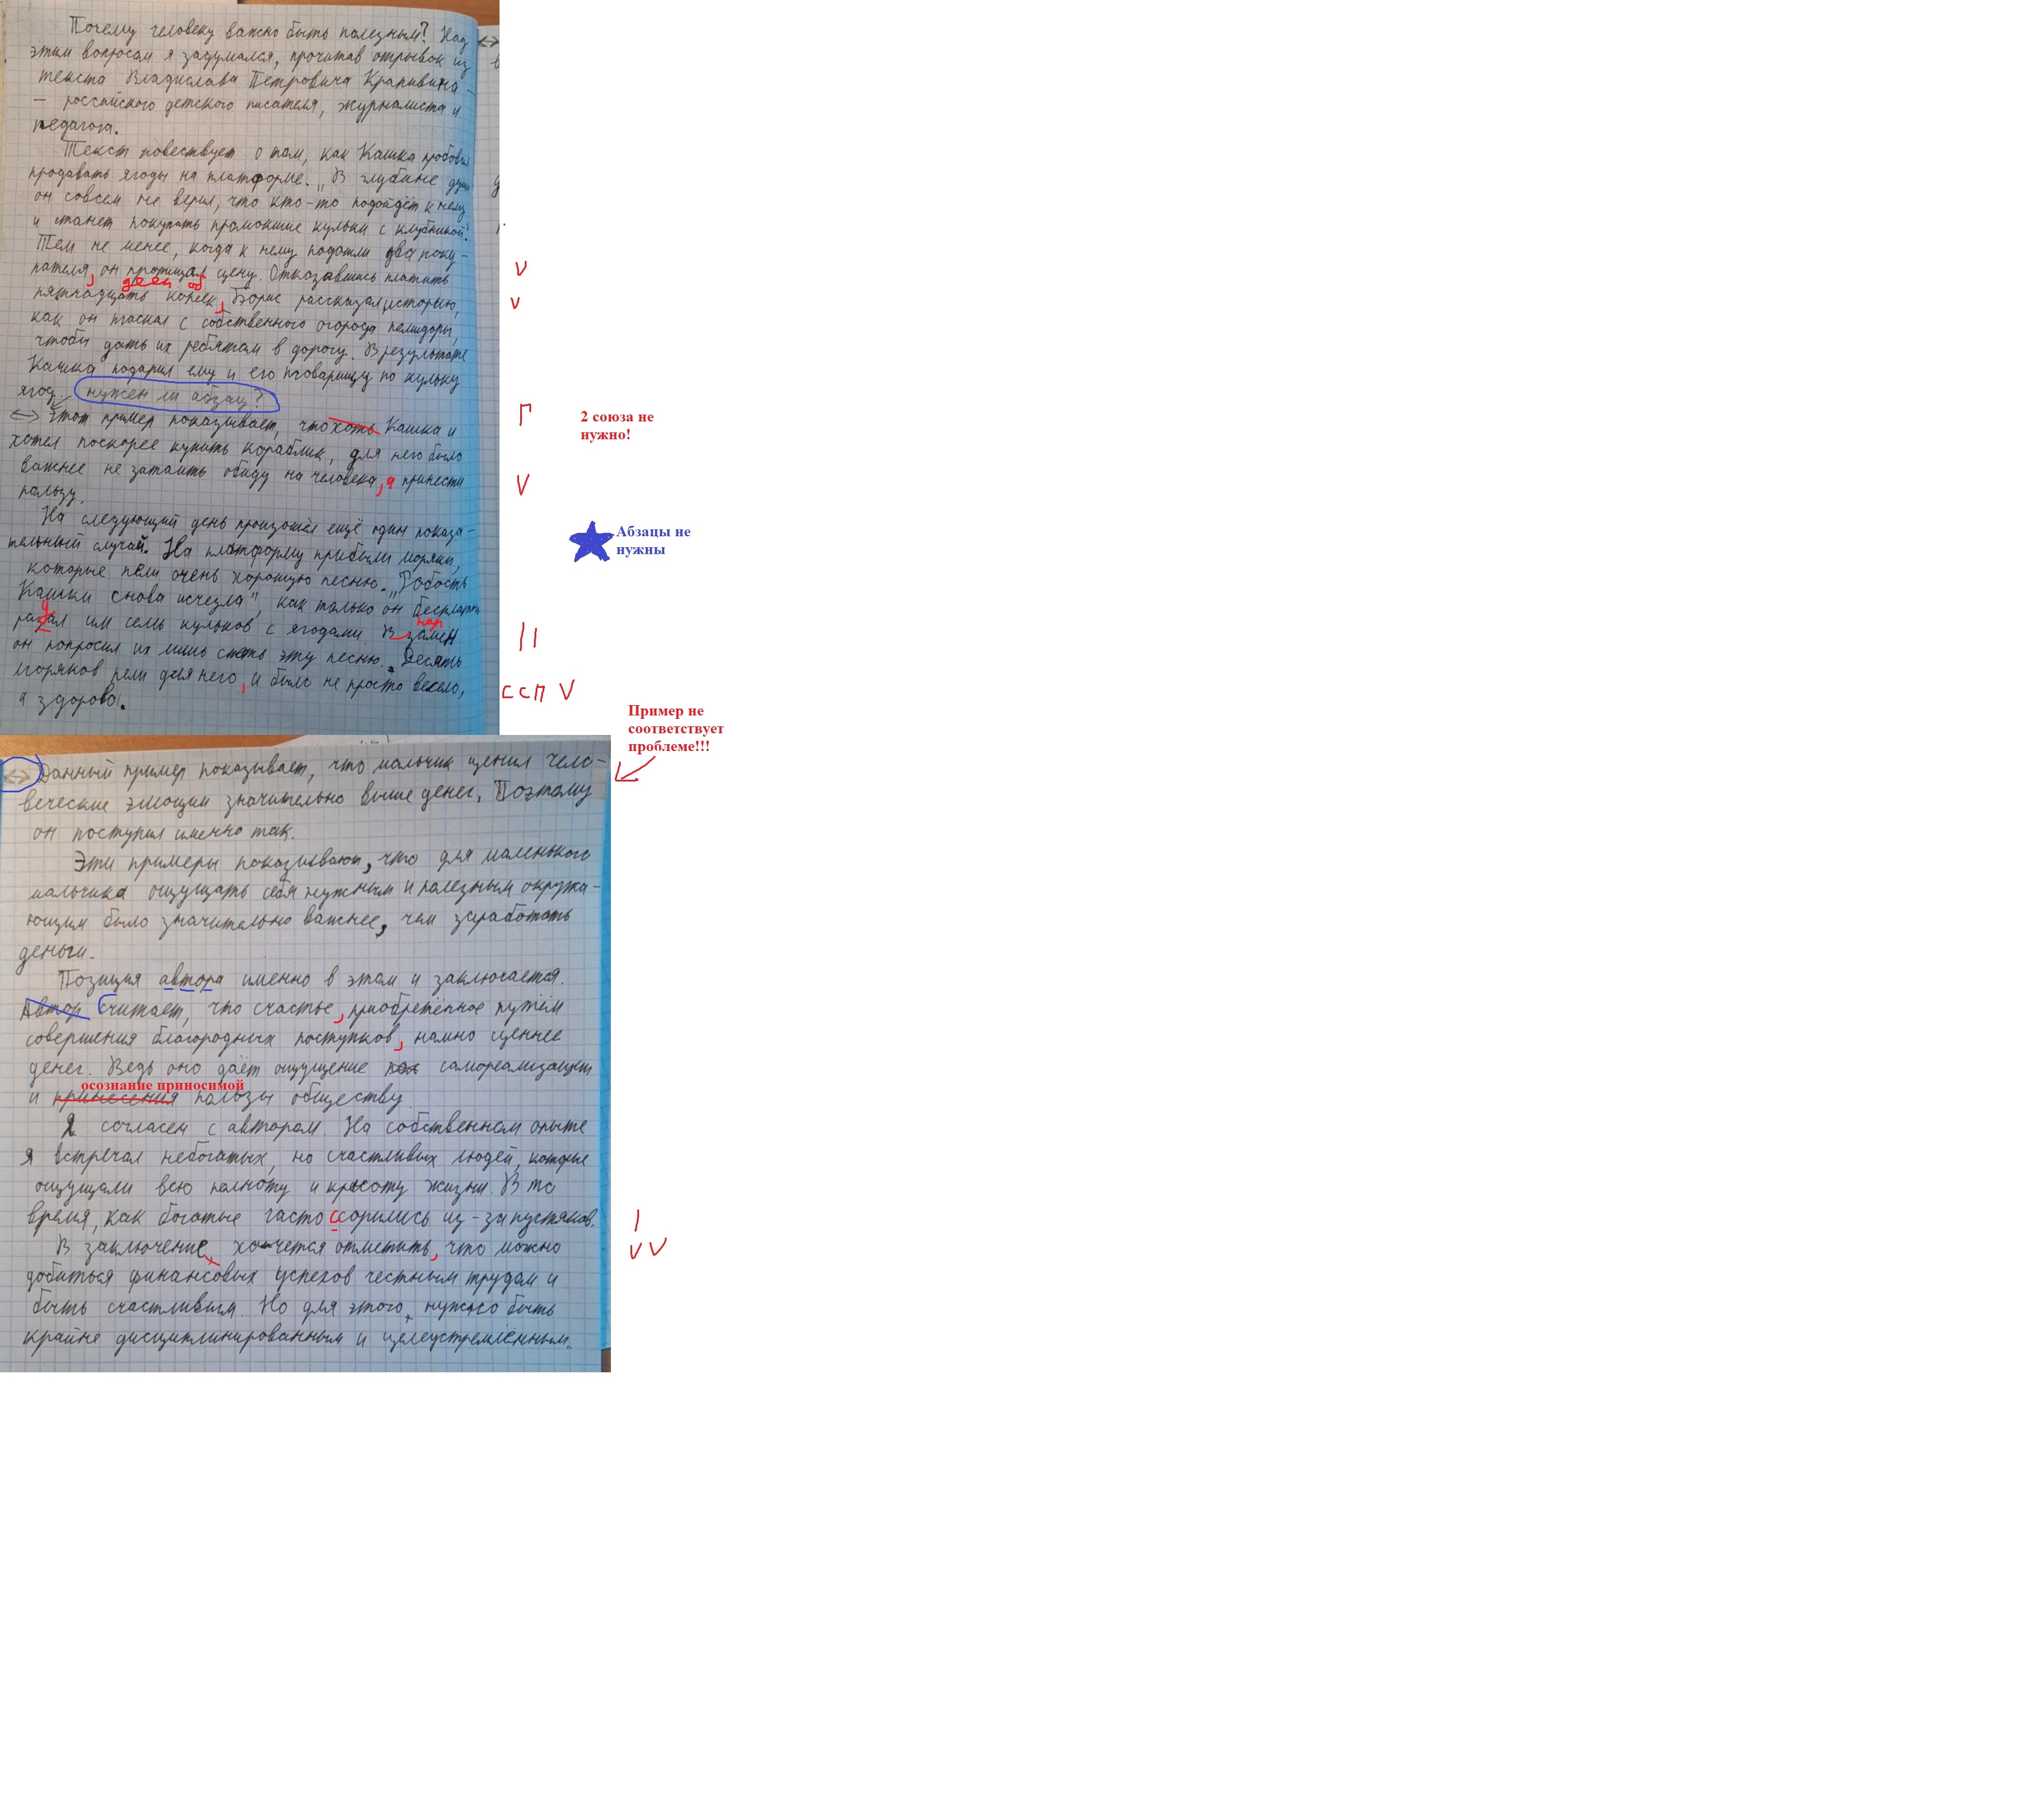 Почему человеку важно быть полезным? Над
этим вопросом я задумался, прочитав отрывок из
текста Владислава Петровича Крапивина -
- российского детского писателя, журналиста и
педагога.
Текст повествует о том, как Кашка пробовал
продавать ягоды на платформе. „В глубине души
он совсем не верил, что кто-то подойдёт к нему
и станет покупать промокшие кульки с клубникой".
Тем не менее, когда к нему подошли два поку-
пателя, он цену. Отказавшись платить
V
пятнадцать копеек, Борис рассказал историю,
V
как он таскал с собственного огорода помидоры,
чтобы дать их ребятам в дорогу. В результате
Кашка подарил ему и его товарищу по кульку
ягод. нужен ли абзац?
<-> Этот пример показывает, что хоть Кашка и
Г
2 союза не
нужно!
хотел поскорее купить кораблик, для него было
важнее не затаить обиду на человека, а принести
V
пользу.
На следующий день произошёл ещё один показа-
тельный случай. На платформу прибыли моряки,
Абзацы не
нужны
которые пели очень хорошую песню. „Робость
Кашки снова исчезла", как только он бесплатно
им семь кульков с ягодами. В замен
II
он попросил их лишь спеть эту песню. Десять
моряков пели для него, и было не просто весело,
ССП V
а здорово.
Пример не
соответствует
проблеме!!!
<-> Данный пример показывает, что мальчик ценил чело-
веческие эмоции значительно выше денег. Поэтому
он поступил именно так.
Эти примеры показывают, что для маленького
мальчика ощущать себя нужным и полезным окружа-
ющим было значительно важнее, чем заработать
деньги.
Позиция автора именно в этом и заключается.
Автор Считает, что счастье, приобретённое путём
совершения благородных поступков, намно ценнее
денег. Ведь оно даёт ощущение самореализации
осознание приносимой
и принесения пользы обществу.
Я согласен с автором. На собственном опыте
я встречал небогатых, но счастливых людей, которые
ощущали всю полноту и красоту жизни. В то
время, как богатые часто ссорились из-за пустяков.
I
В заключение, хочется отметить, что можно
V V
добиться финансовых успехов честным трудом и
быть счастливым. Но для этого, нужно быть
крайне дисциплинированным и целеустремлённым.